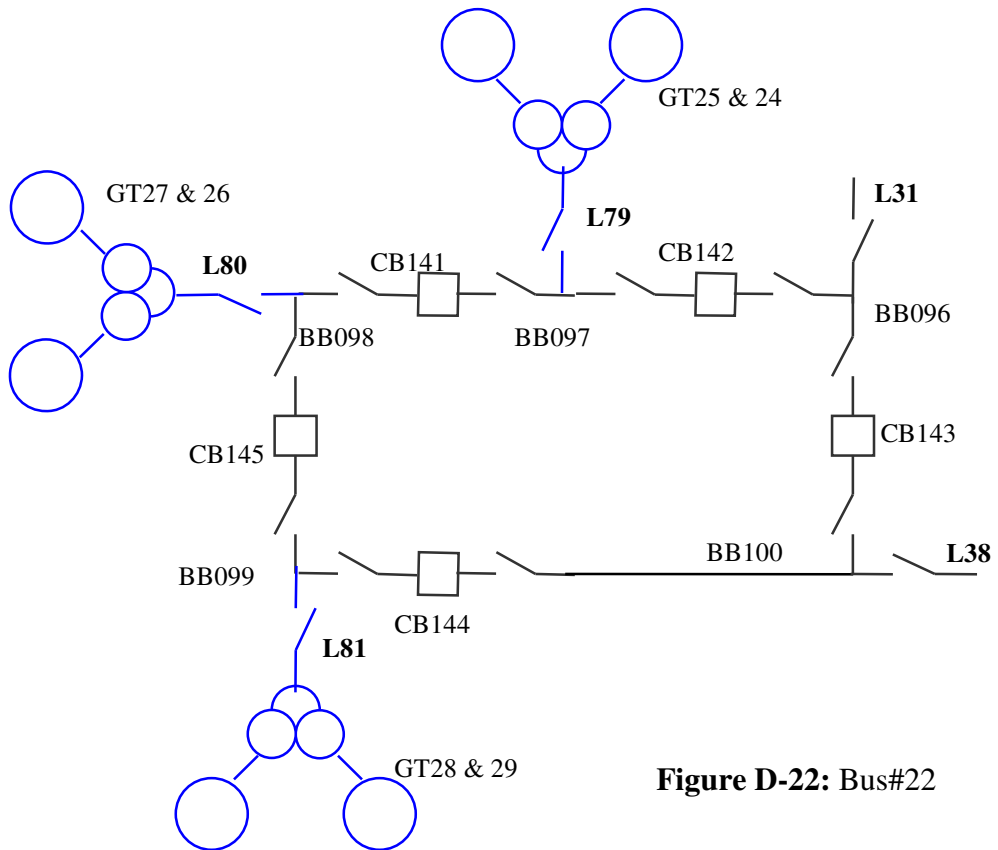 GT25 & 24
GT27 & 26
L31
L79
L80
CB141
CB142
BB096
BB098
BB097
CB145
CB143
BB099
BB100
L38
CB144
L81
GT28 & 29
Figure D-22: Bus#22